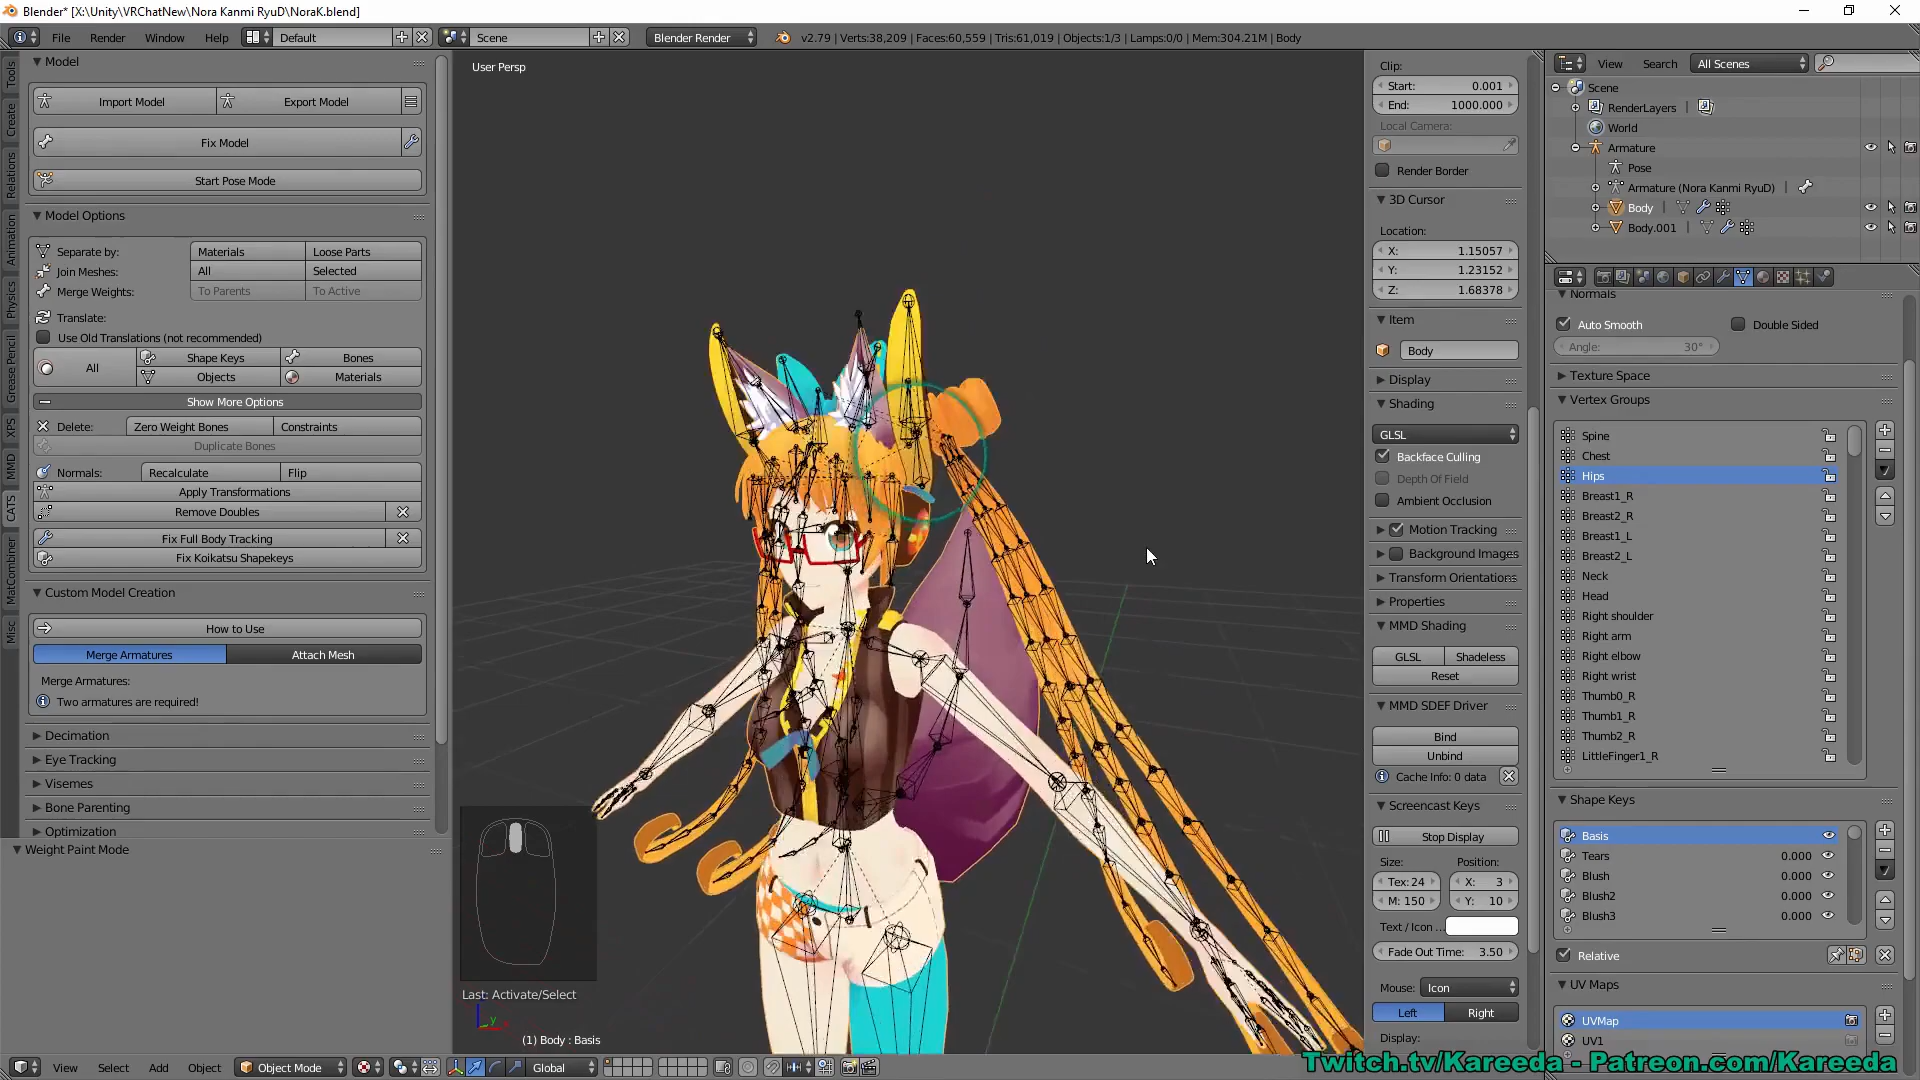 Blender* [X:\Unity\VRChatNew\Nora Kanmi RyuD\NoraK.blend]
File Render Window Help Default Scene Blender Render v2.79 | Verts:38,209 | Faces:60,559 | Tris:61,019 | Objects:1/3 | Lamps:0/0 | Mem:304.21M | Body
Tools
Create
Relations
Animation
Physics
Grease Pencil
XPS
MMD
CATS
MatCombiner
Misc
Model
Import Model Export Model
Fix Model
Start Pose Mode
Model Options
Separate by: Materials Loose Parts
Join Meshes: All Selected
Merge Weights: To Parents To Active
Translate:
Use Old Translations (not recommended)
All Shape Keys Bones
Objects Materials
Show More Options
Delete: Zero Weight Bones Constraints
Duplicate Bones
Normals: Recalculate Flip
Apply Transformations
Remove Doubles
Fix Full Body Tracking
Fix Koikatsu Shapekeys
Custom Model Creation
How to Use
Merge Armatures Attach Mesh
Merge Armatures:
Two armatures are required!
Decimation
Eye Tracking
Visemes
Bone Parenting
Optimization
Weight Paint Mode
User Persp
Last: Activate/Select
y
(1) Body : Basis
View Select Add Object Object Mode Global
Clip:
Start: 0.001
End: 1000.000
Local Camera:
Render Border
3D Cursor
Location:
X: 1.15057
Y: 1.23152
Z: 1.68378
Item
Body
Display
Shading
GLSL
Backface Culling
Depth Of Field
Ambient Occlusion
Motion Tracking
Background Images
Transform Orientations
Properties
MMD Shading
GLSL Shadeless
Reset
MMD SDEF Driver
Bind
Unbind
Cache Info: 0 data
Screencast Keys
Stop Display
Size: Position:
Tex: 24 X: 3
M: 150 Y: 10
Text / Icon ...
Fade Out Time: 3.50
Mouse: Icon
Left Right
Display:
View Search All Scenes
Scene
RenderLayers
World
Armature
Pose
Armature (Nora Kanmi RyuD)
Body
Body.001
Normals
Auto Smooth Double Sided
Angle: 30°
Texture Space
Vertex Groups
Spine
Chest
Hips
Breast1_R
Breast2_R
Breast1_L
Breast2_L
Neck
Head
Right shoulder
Right arm
Right elbow
Right wrist
Thumb0_R
Thumb1_R
Thumb2_R
LittleFinger1_R
Shape Keys
Basis
Tears 0.000
Blush 0.000
Blush2 0.000
Blush3 0.000
Relative
UV Maps
UVMap
UV1
Twitch.tv/Kareeda - Patreon.com/Kareeda